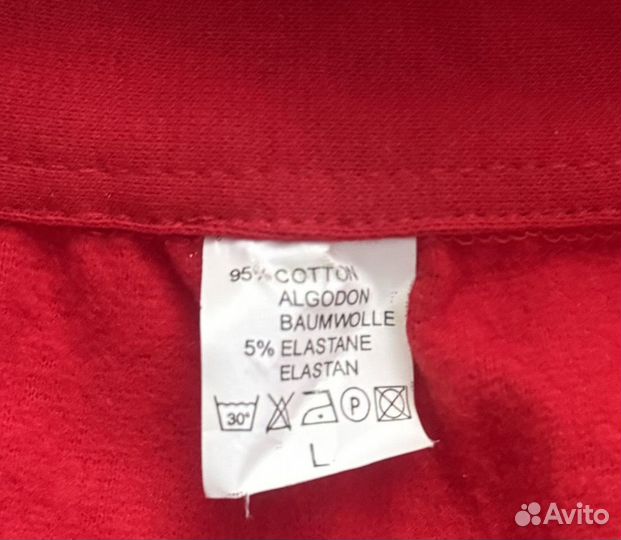 95% COTTON
ALGODON
BAUMWOLLE
5% ELASTANE
ELASTAN
30° P
L
Avito